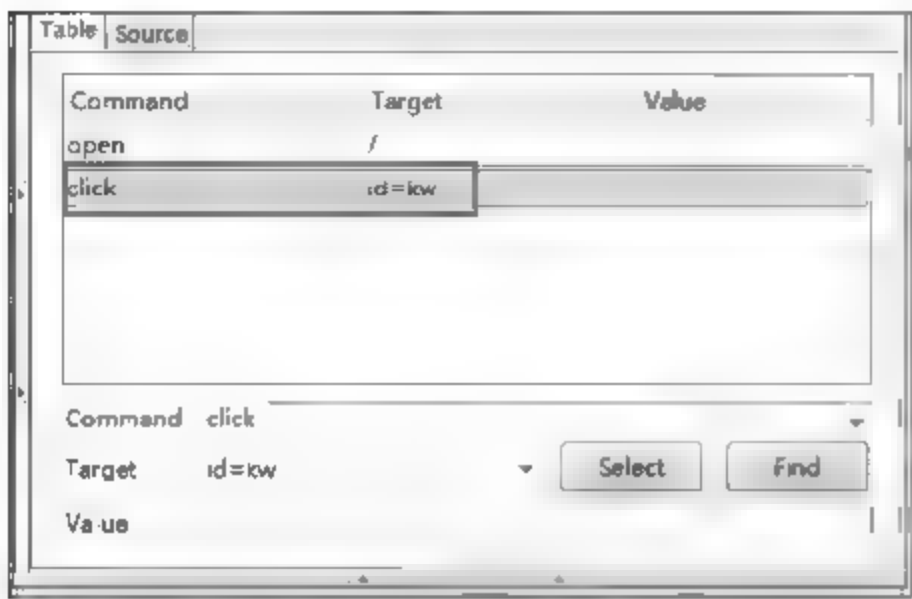 Table Source
Command Target Value
open /
click id=kw
Command click
Target id=kw Select Find
Value